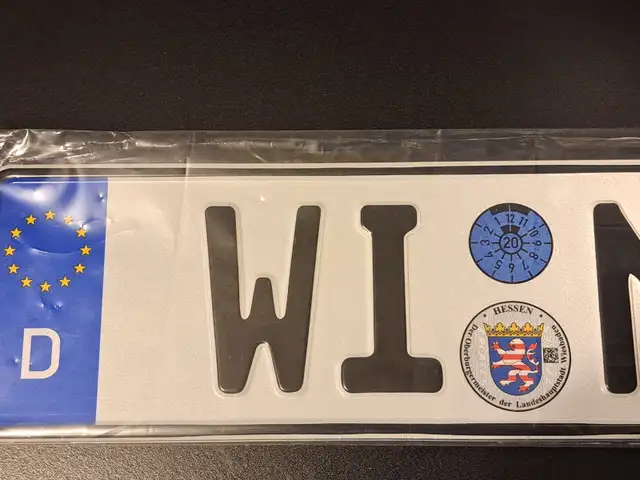 D
WI
12 11 10 9 8 7 6 5 4 3 2 1
20
HESSEN
Der Oberbürgermeister der Landeshauptstadt Wiesbaden